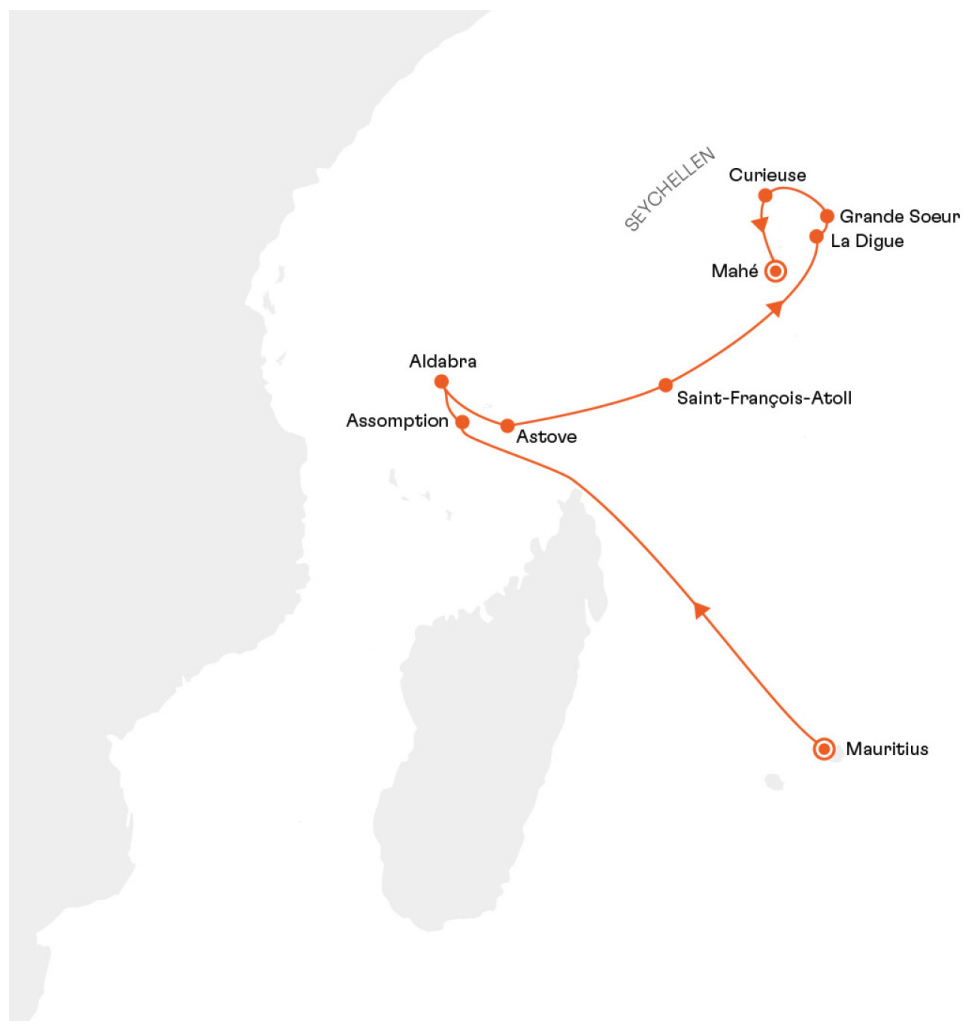 SEYCHELLEN
Curieuse
Grande Soeur
La Digue
Mahé
Aldabra
Saint-François-Atoll
Assomption
Astove
Mauritius